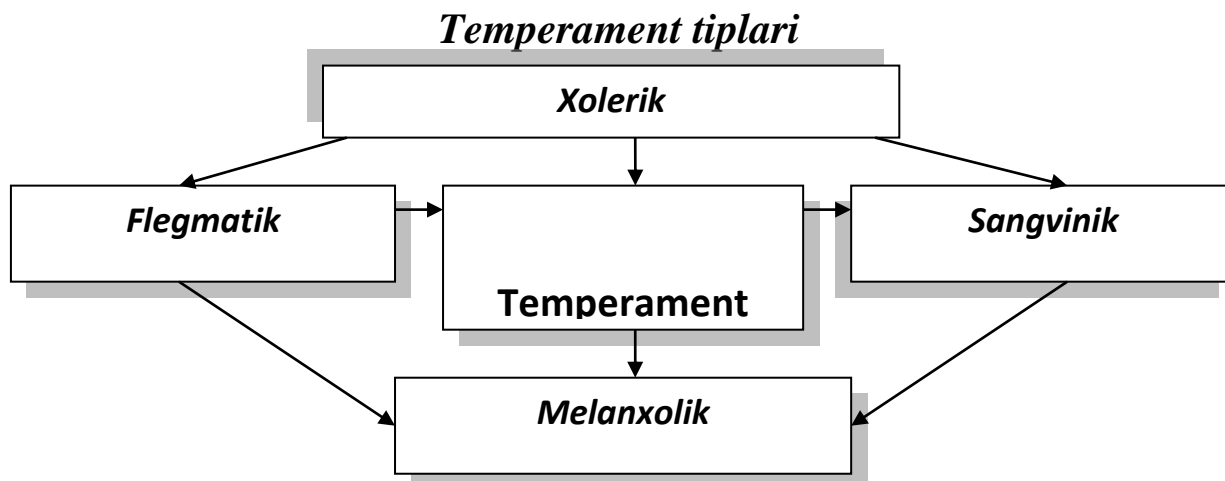 Temperament tiplari
Xolerik
Flegmatik
Sangvinik
Temperament
Melanxolik